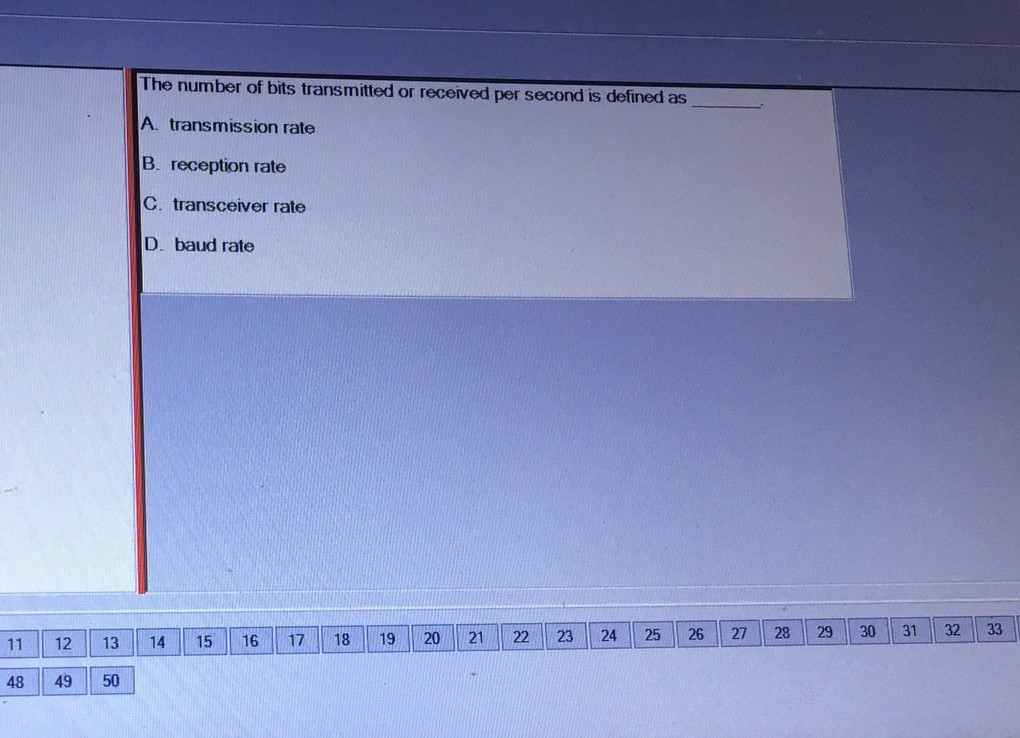 The number of bits transmitted or received per second is defined as ________.
A. transmission rate
B. reception rate
C. transceiver rate
D. baud rate
11 12 13 14 15 16 17 18 19 20 21 22 23 24 25 26 27 28 29 30 31 32 33
48 49 50